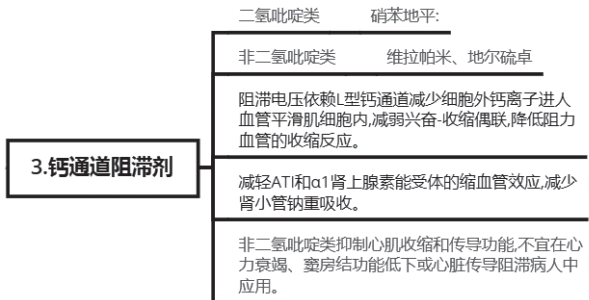 二氢吡啶类 硝苯地平:
非二氢吡啶类 维拉帕米、地尔硫卓
阻滞电压依赖L型钙通道减少细胞外钙离子进人
血管平滑肌细胞内,减弱兴奋-收缩偶联,降低阻力
血管的收缩反应。
3.钙通道阻滞剂
减轻ATI和α1肾上腺素能受体的缩血管效应,减少
肾小管钠重吸收。
非二氢吡啶类抑制心肌收缩和传导功能,不宜在心
力衰竭、窦房结功能低下或心脏传导阻滞病人中
应用。